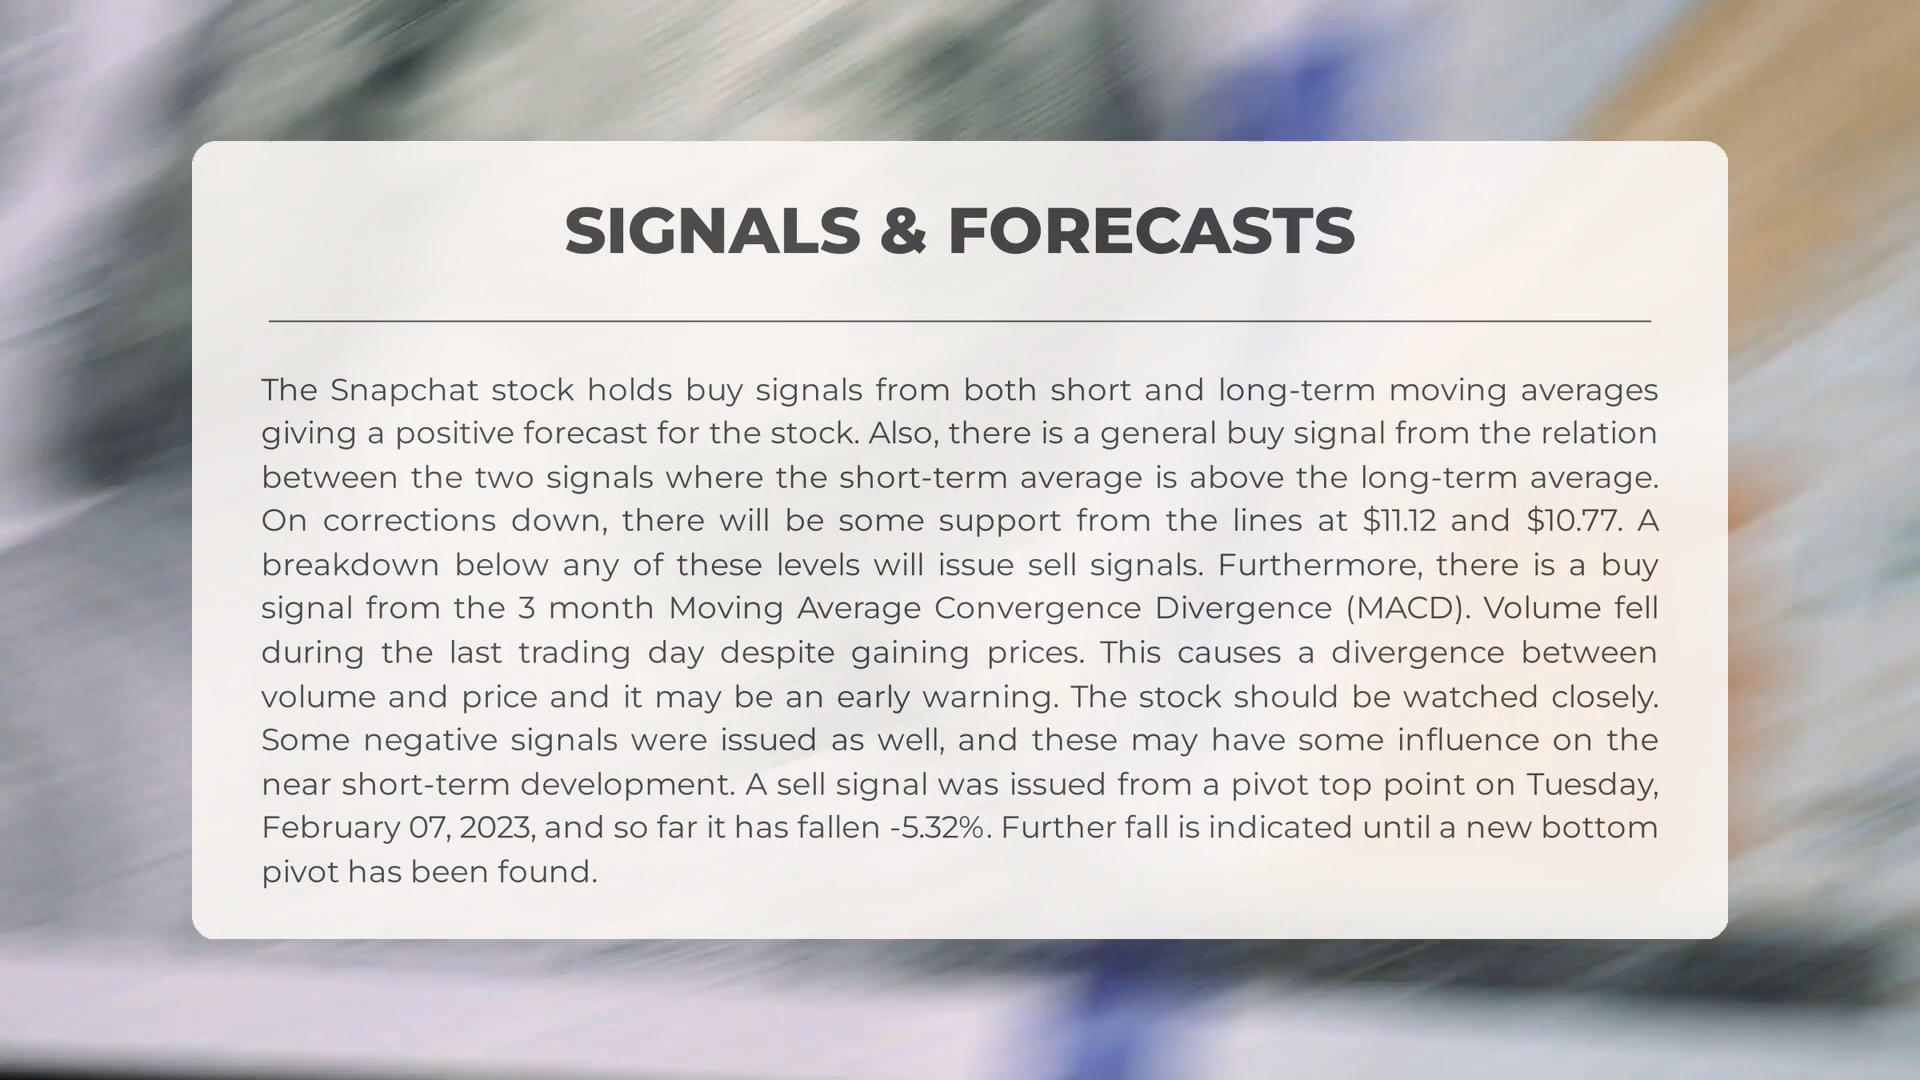 SIGNALS & FORECASTS
The Snapchat stock holds buy signals from both short and long-term moving averages
giving a positive forecast for the stock. Also, there is a general buy signal from the relation
between the two signals where the short-term average is above the long-term average.
On corrections down, there will be some support from the lines at $11.12 and $10.77. A
breakdown below any of these levels will issue sell signals. Furthermore, there is a buy
signal from the 3 month Moving Average Convergence Divergence (MACD). Volume fell
during the last trading day despite gaining prices. This causes a divergence between
volume and price and it may be an early warning. The stock should be watched closely.
Some negative signals were issued as well, and these may have some influence on the
near short-term development. A sell signal was issued from a pivot top point on Tuesday,
February 07, 2023, and so far it has fallen -5.32%. Further fall is indicated until a new bottom
pivot has been found.